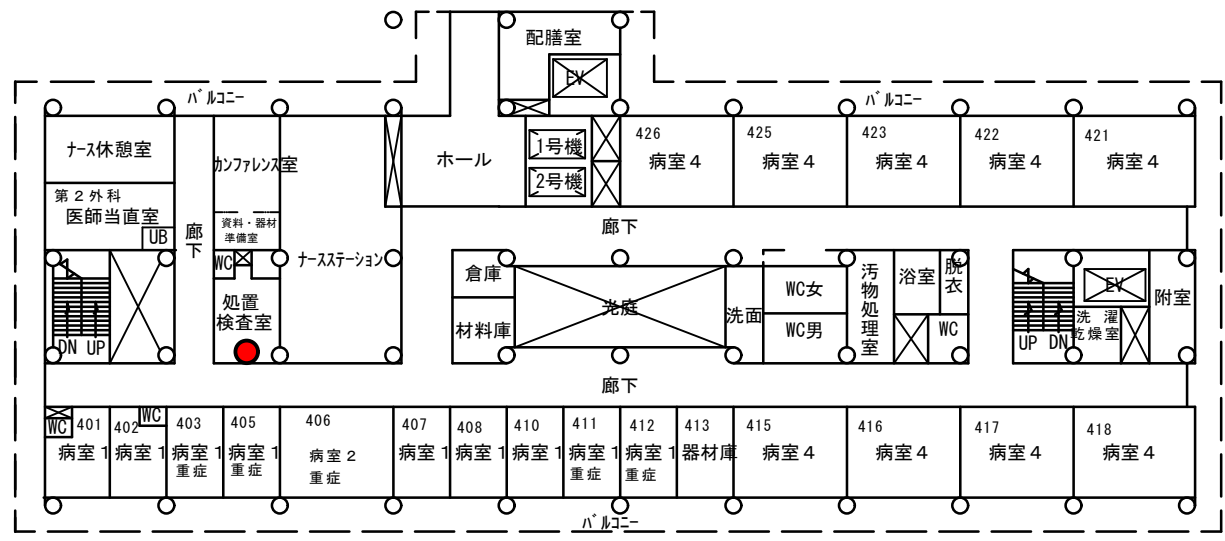 配膳室
EV
バルコニー
バルコニー
ナース休憩室
カンファレンス室
ホール
1号機
2号機
426
病室４
425
病室４
423
病室４
422
病室４
421
病室４
第２外科
医師当直室
UB
廊下
資料・器材
準備室
廊下
WC
ナースステーション
処置
検査室
DN UP
倉庫
材料庫
光庭
洗面
WC女
WC男
汚物処理室
浴室
脱衣
WC
EV
洗濯
乾燥室
附室
UP DN
廊下
WC
401
病室１
402
WC
病室１
403
病室１
重症
405
病室１
重症
406
病室２
重症
407
病室１
408
病室１
410
病室１
411
病室１
重症
412
病室１
重症
413
器材庫
415
病室４
416
病室４
417
病室４
418
病室４
バルコニー